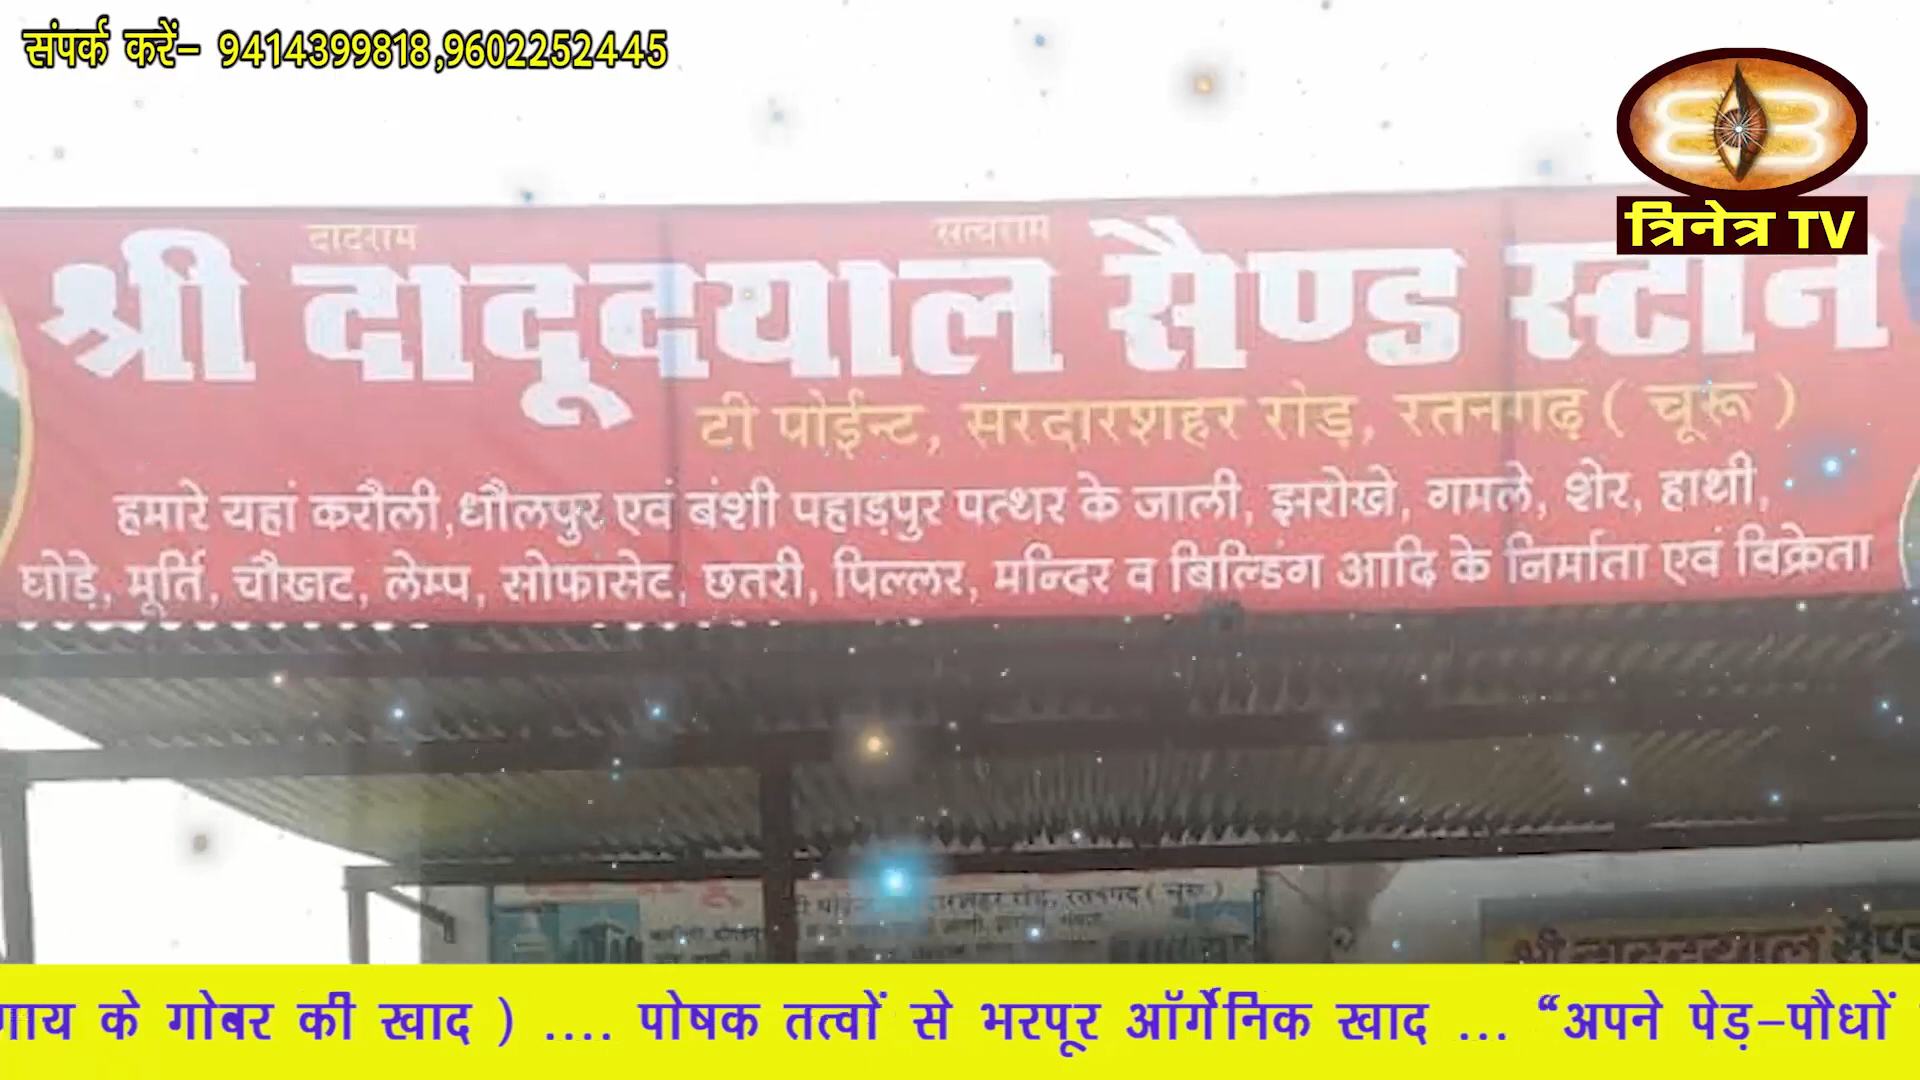 संपर्क करें- 9414399818,9602252445
त्रिनेत्र TV
दादूराम सत्यराम
श्री दादूदयाल सैण्ड स्टोन
टी पोईन्ट, सरदारशहर रोड़, रतनगढ़ ( चूरू )
हमारे यहां करौली,धौलपुर एवं बंशी पहाड़पुर पत्थर के जाली, झरोखे, गमले, शेर, हाथी,
घोड़े, मूर्ति, चौखट, लेम्प, सोफासेट, छतरी, पिल्लर, मन्दिर व बिल्डिंग आदि के निर्माता एवं विक्रेता
रोड, रतनगढ़ ( चूरू )
गाय के गोबर की खाद ) .... पोषक तत्वों से भरपूर ऑर्गेनिक खाद ... “अपने पेड़-पौधों